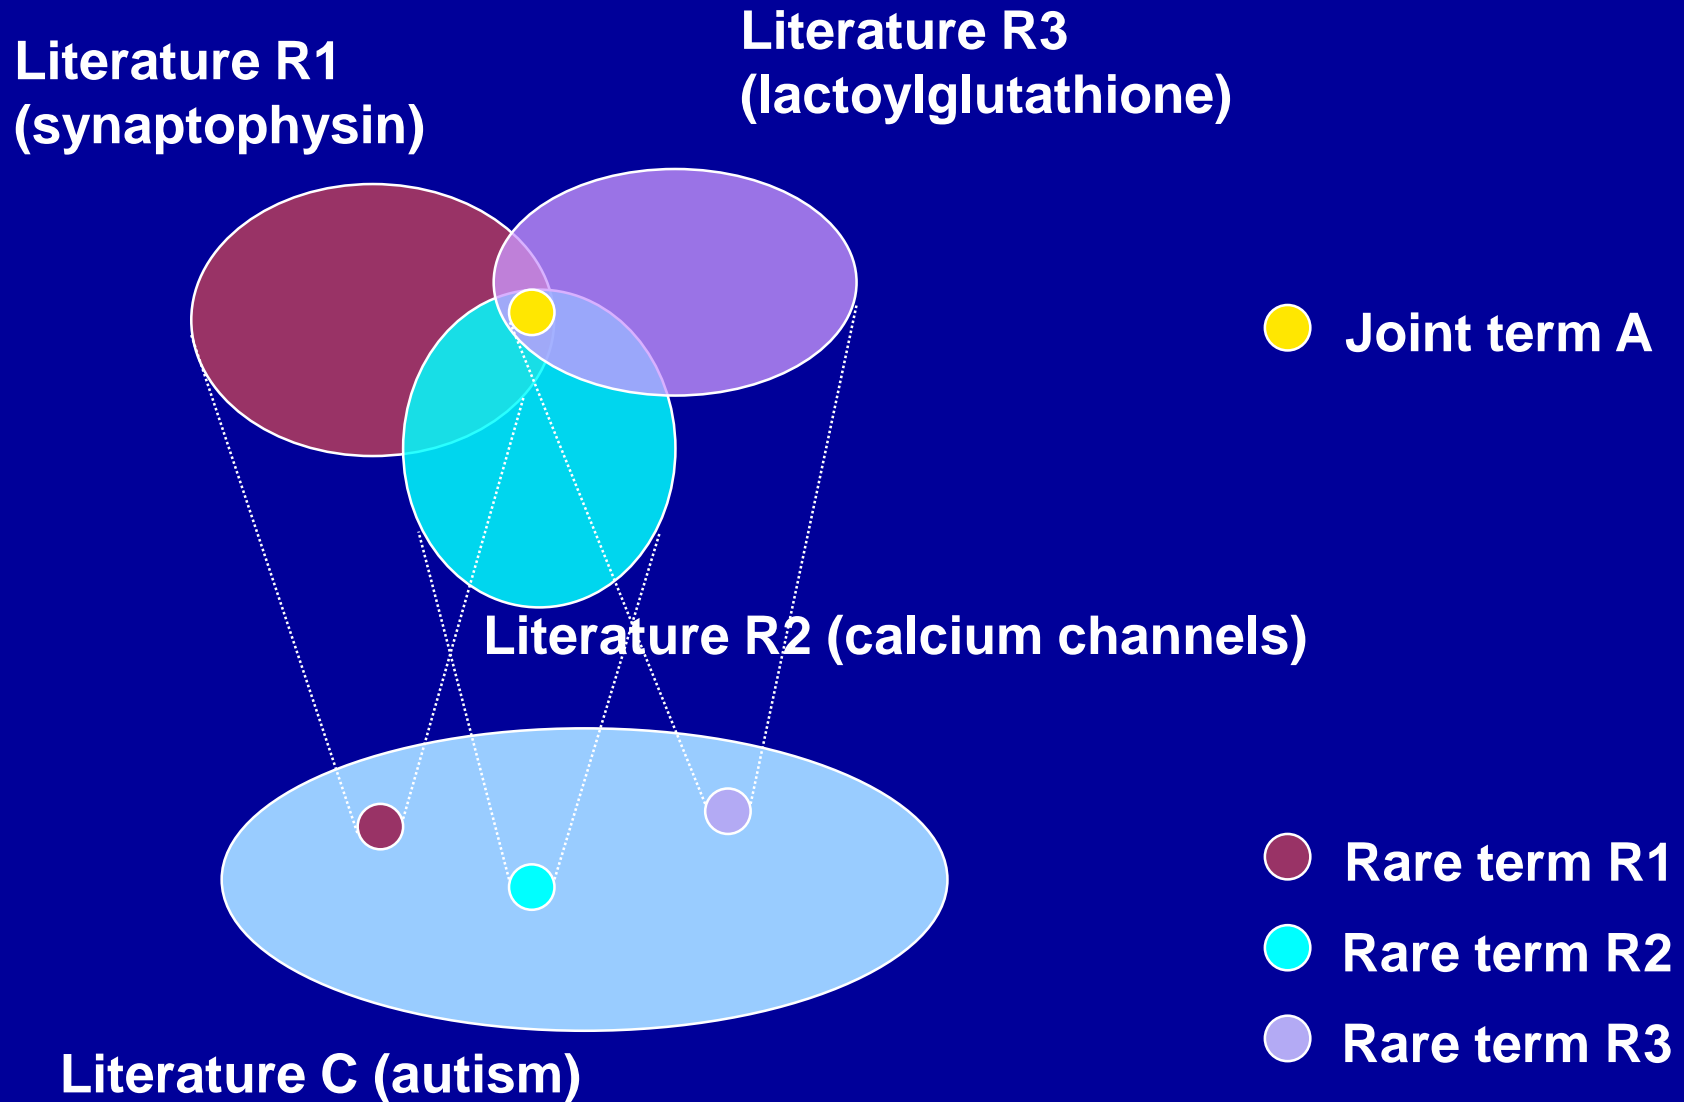 Literature R1
(synaptophysin)
Literature R3
(lactoylglutathione)
Joint term A
Literature R2 (calcium channels)
Rare term R1
Rare term R2
Rare term R3
Literature C (autism)